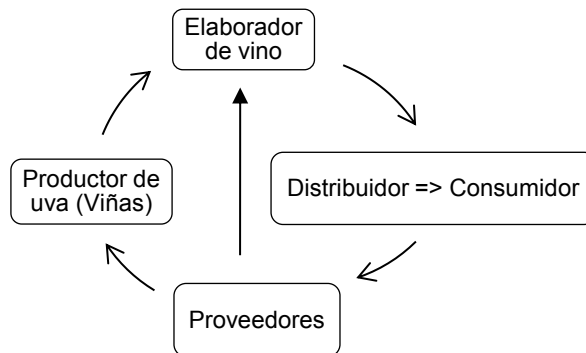 Elaborador
de vino
Productor de
uva (Viñas)
Distribuidor => Consumidor
Proveedores